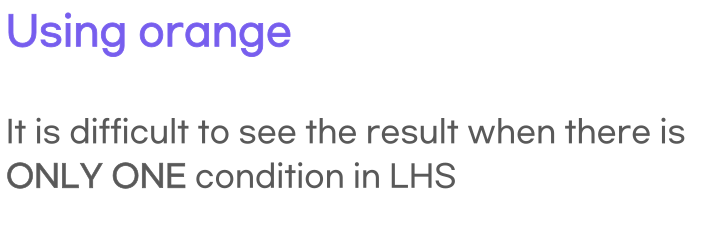 Using orange
It is difficult to see the result when there is
ONLY ONE condition in LHS